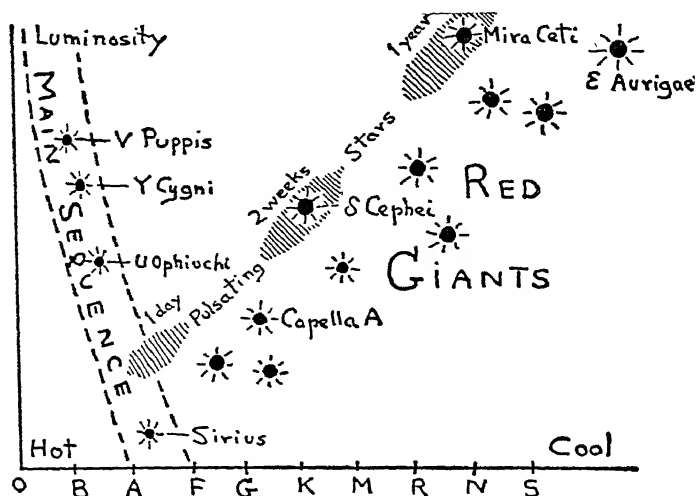 Luminosity
MAIN SEQUENCE
V Puppis
Y Cygni
U Ophiuchi
Sirius
1 day
2 weeks
1 year
Pulsating Stars
Mira Ceti
ε Aurigae
δ Cephei
Capella A
RED
GIANTS
Hot
Cool
O B A F G K M R N S